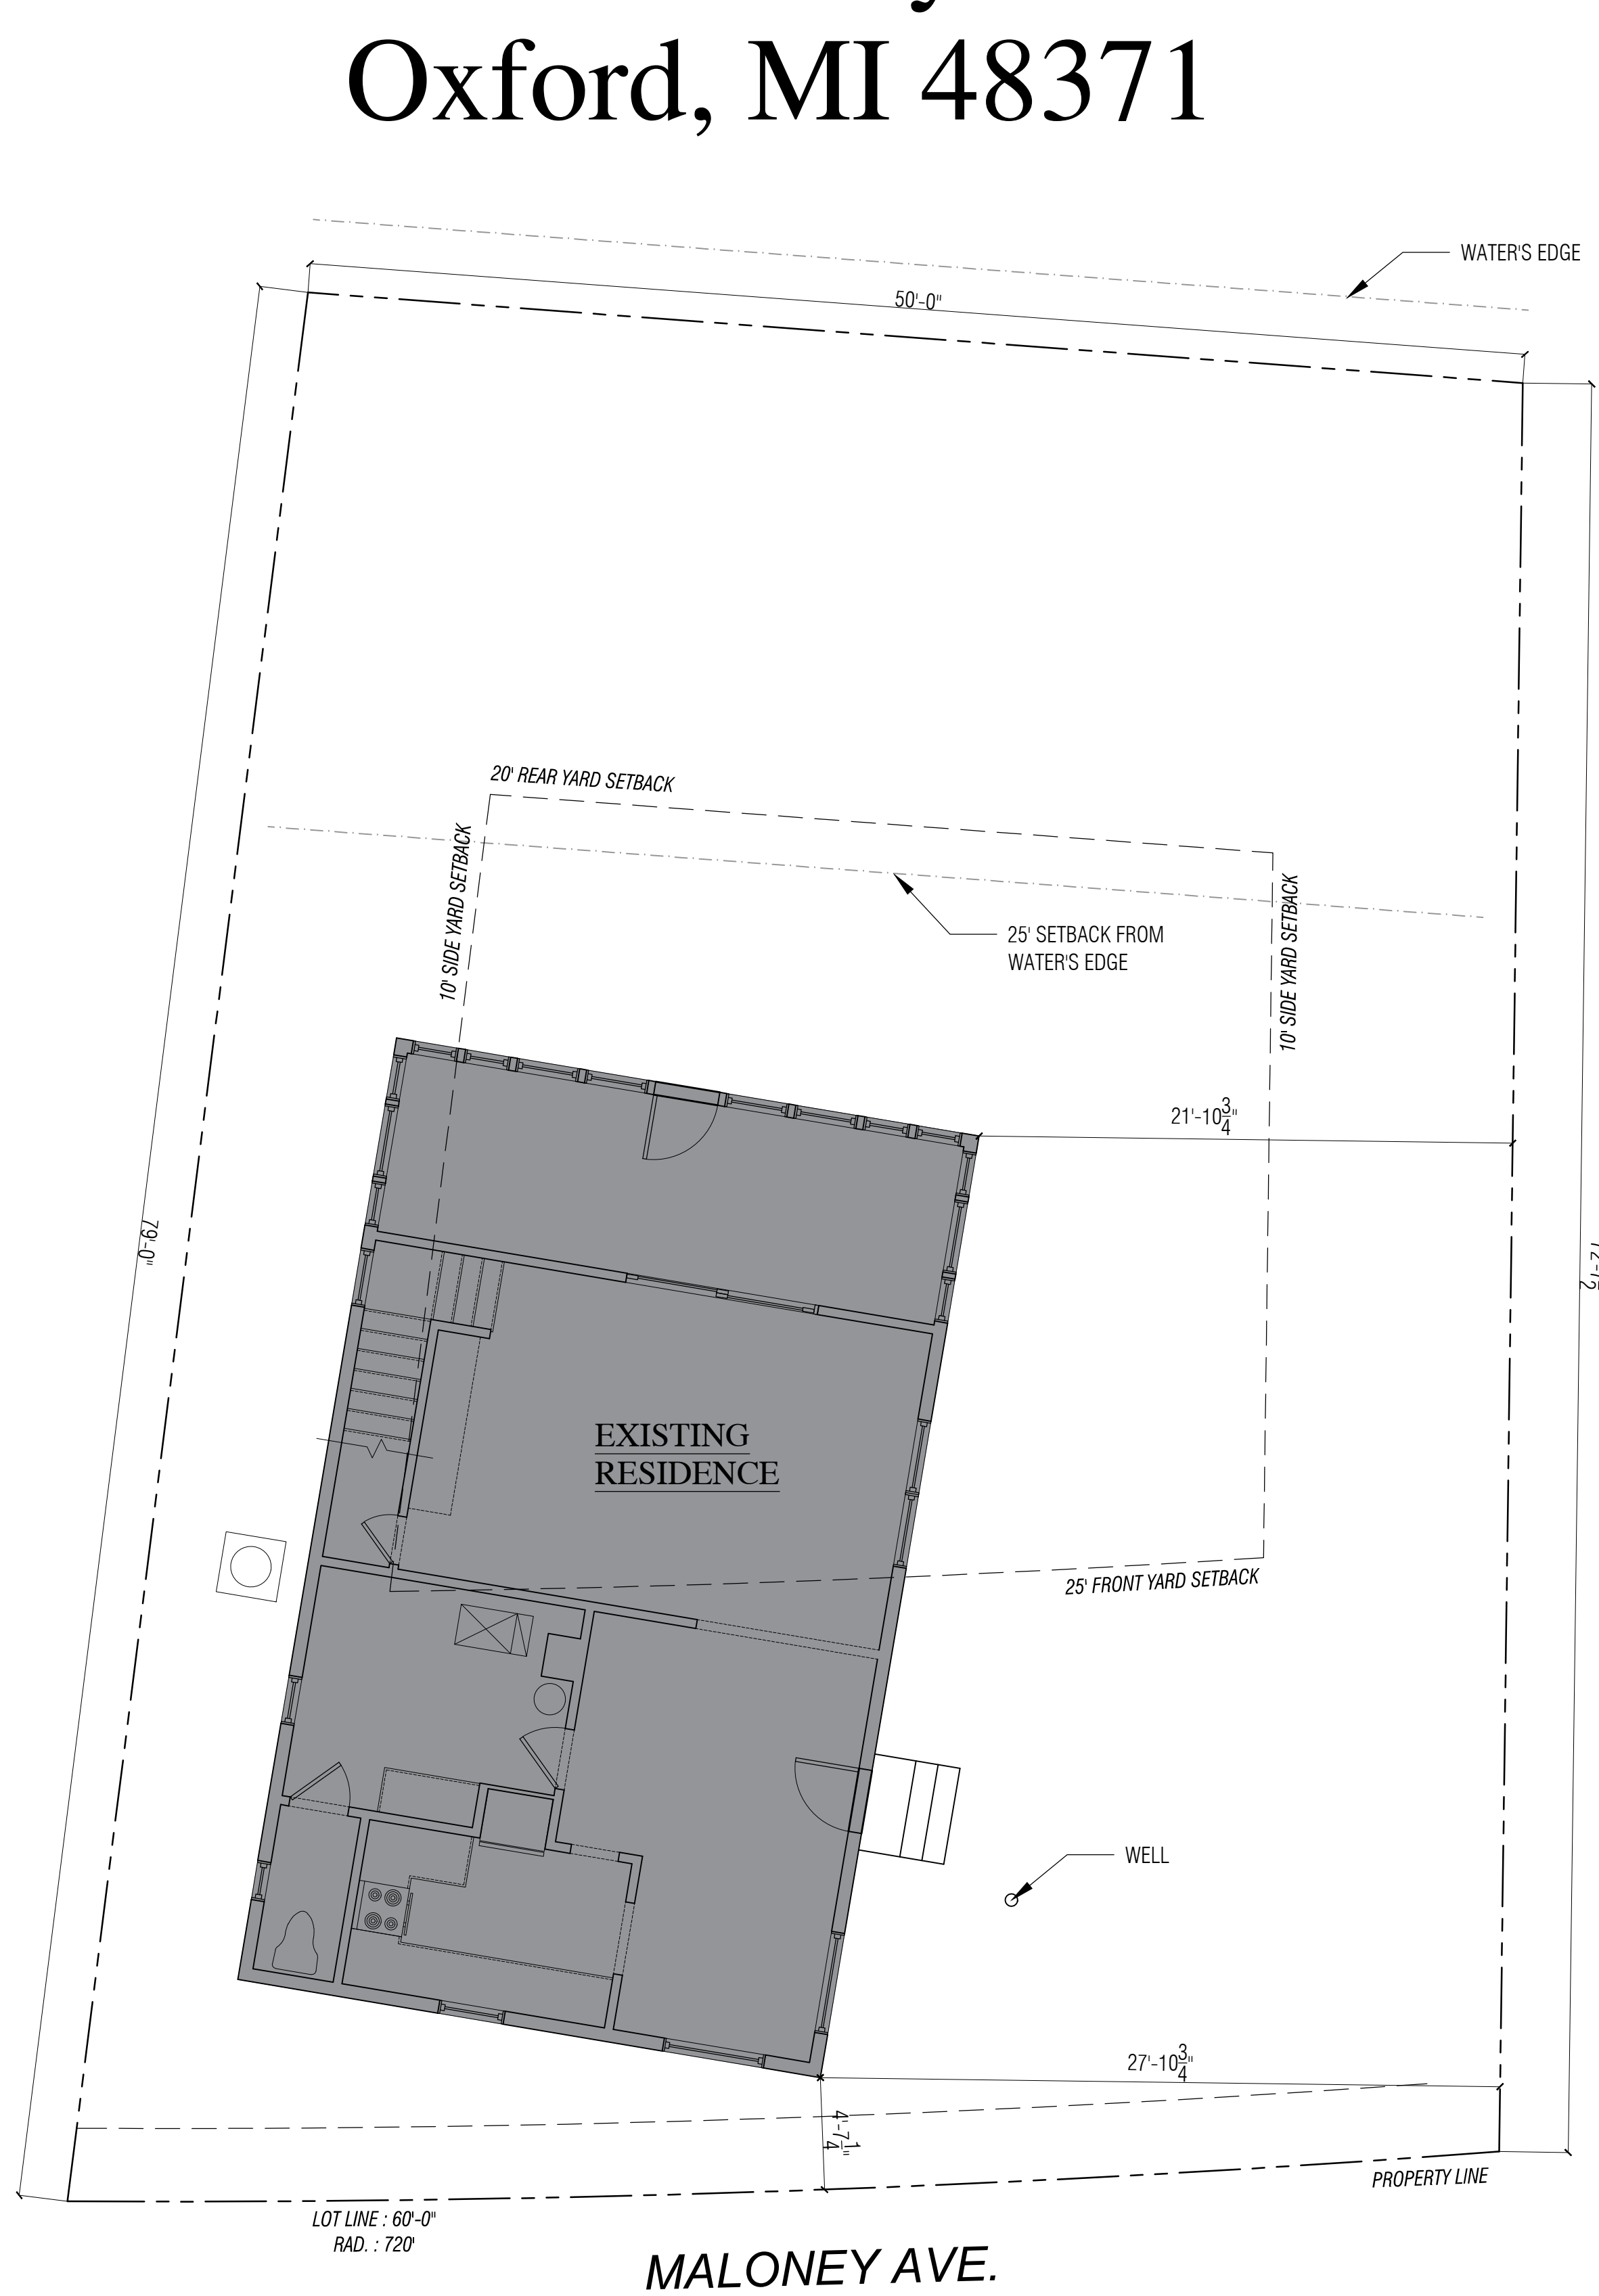 Oxford, MI 48371
WATER'S EDGE
50'-0"
20' REAR YARD SETBACK
10' SIDE YARD SETBACK
10' SIDE YARD SETBACK
25' SETBACK FROM
WATER'S EDGE
21'-10 3/4"
79'-0"
EXISTING
RESIDENCE
25' FRONT YARD SETBACK
WELL
27'-10 3/4"
4'-7 1/4"
PROPERTY LINE
LOT LINE : 60'-0"
RAD. : 720'
MALONEY AVE.